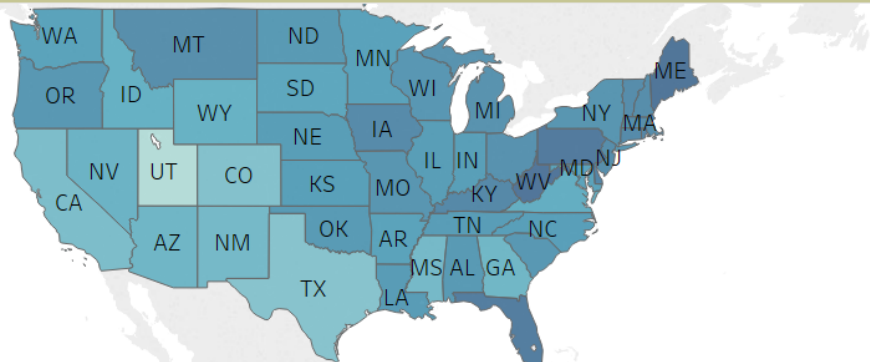 WA
MT
ND
MN
ME
OR
ID
SD
WI
WY
MI
NY
MA
IA
NE
NJ
NV
UT
CO
IL
IN
MD
KS
MO
KY
WV
CA
OK
TN
NC
AZ
NM
AR
MS
AL
GA
TX
LA